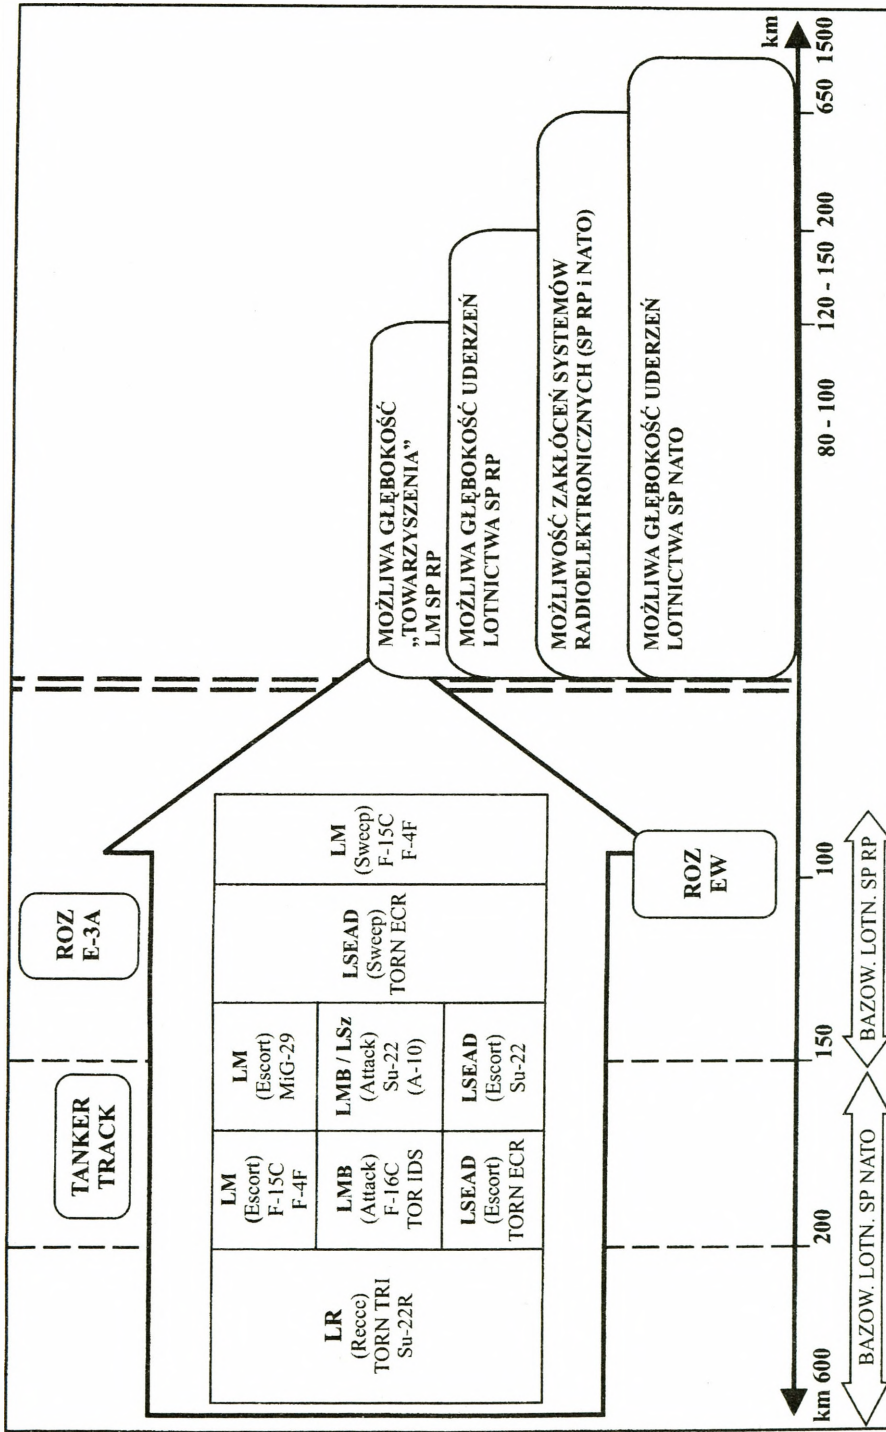 TANKER
TRACK
ROZ
E-3A
LR
(Reccc)
TORN TRI
Su-22R
LM
(Escort)
F-15C
F-4F
LMB
(Attack)
F-16C
TOR IDS
LSEAD
(Escort)
TORN ECR
LM
(Escort)
MiG-29
LMB / LSz
(Attack)
Su-22
(A-10)
LSEAD
(Escort)
Su-22
LSEAD
(Sweep)
TORN ECR
LM
(Sweep)
F-15C
F-4F
ROZ
EW
MOŻLIWA GŁĘBOKOŚĆ
„TOWARZYSZENIA”
LM SP RP
MOŻLIWA GŁĘBOKOŚĆ UDERZEŃ
LOTNICTWA SP RP
MOŻLIWOŚĆ ZAKŁÓCEŃ SYSTEMÓW
RADIOELEKTRONICZNYCH (SP RP i NATO)
MOŻLIWA GŁĘBOKOŚĆ UDERZEŃ
LOTNICTWA SP NATO
km
km 600 200 150 100 80 - 100 120 - 150 200 650 1500
BAZOW. LOTN. SP NATO
BAZOW. LOTN. SP RP